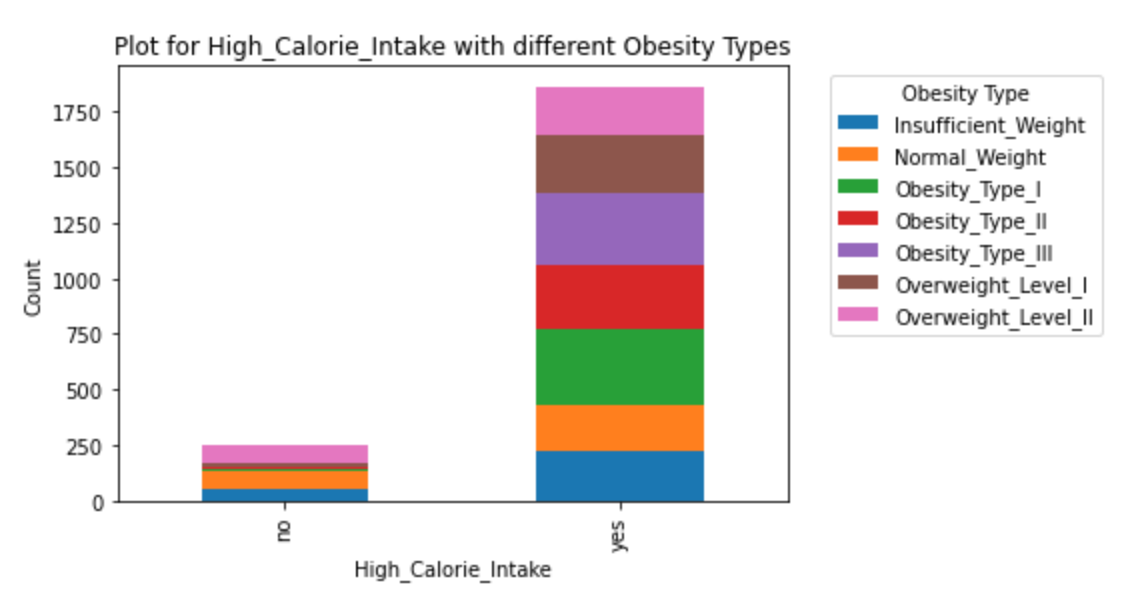 Plot for High_Calorie_Intake with different Obesity Types
Count
1750
1500
1250
1000
750
500
250
0
no
yes
High_Calorie_Intake
Obesity Type
Insufficient_Weight
Normal_Weight
Obesity_Type_I
Obesity_Type_II
Obesity_Type_III
Overweight_Level_I
Overweight_Level_II